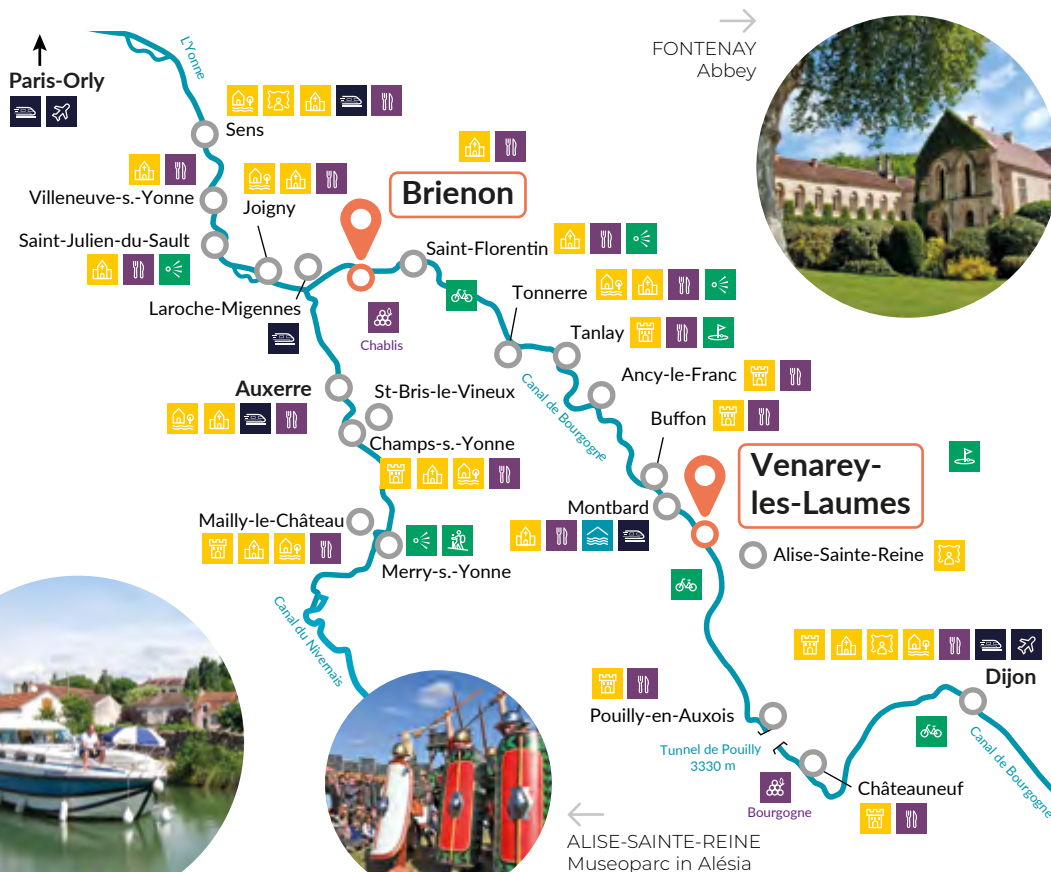 FONTENAY
Abbey
L'Yonne
Paris-Orly
Sens
Villeneuve-s.-Yonne
Joigny
Brienon
Saint-Julien-du-Sault
Saint-Florentin
Laroche-Migennes
Chablis
Tonnerre
Tanlay
Ancy-le-Franc
Auxerre
St-Bris-le-Vineux
Canal de Bourgogne
Buffon
Champs-s.-Yonne
Venarey-
les-Laumes
Montbard
Mailly-le-Château
Alise-Sainte-Reine
Merry-s.-Yonne
Canal du Nivernais
Dijon
Pouilly-en-Auxois
Tunnel de Pouilly
3330 m
Canal de Bourgogne
Châteauneuf
Bourgogne
ALISE-SAINTE-REINE
Museoparc in Alésia